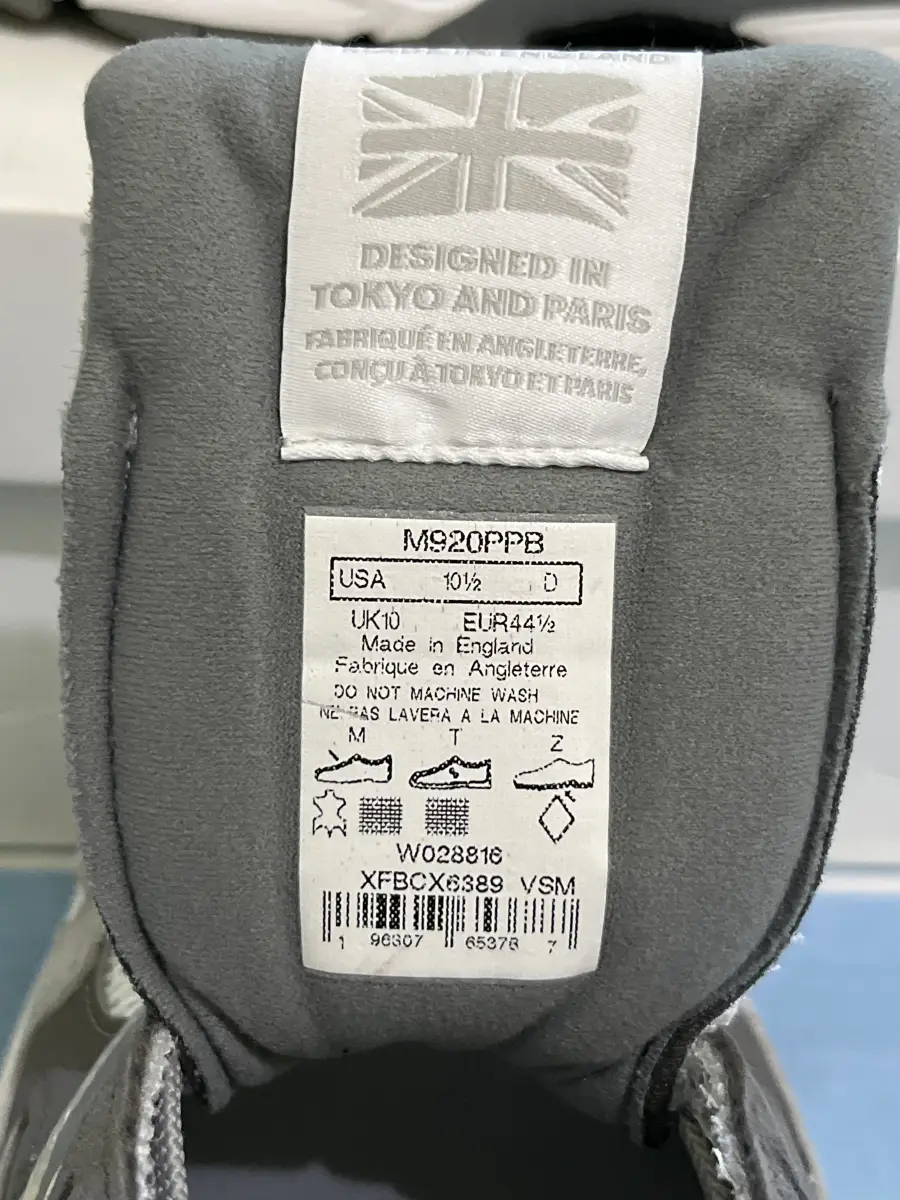 DESIGNED IN
TOKYO AND PARIS
FABRIQUÉ EN ANGLETERRE,
CONÇU À TOKYO ET PARIS
M920PPB
USA 10½ D
UK10 EUR44½
Made in England
Fabrique en Angleterre
DO NOT MACHINE WASH
NE PAS LAVERA A LA MACHINE
M T Z
W028816
XFBCX6389 VSM
1 96307 65378 7